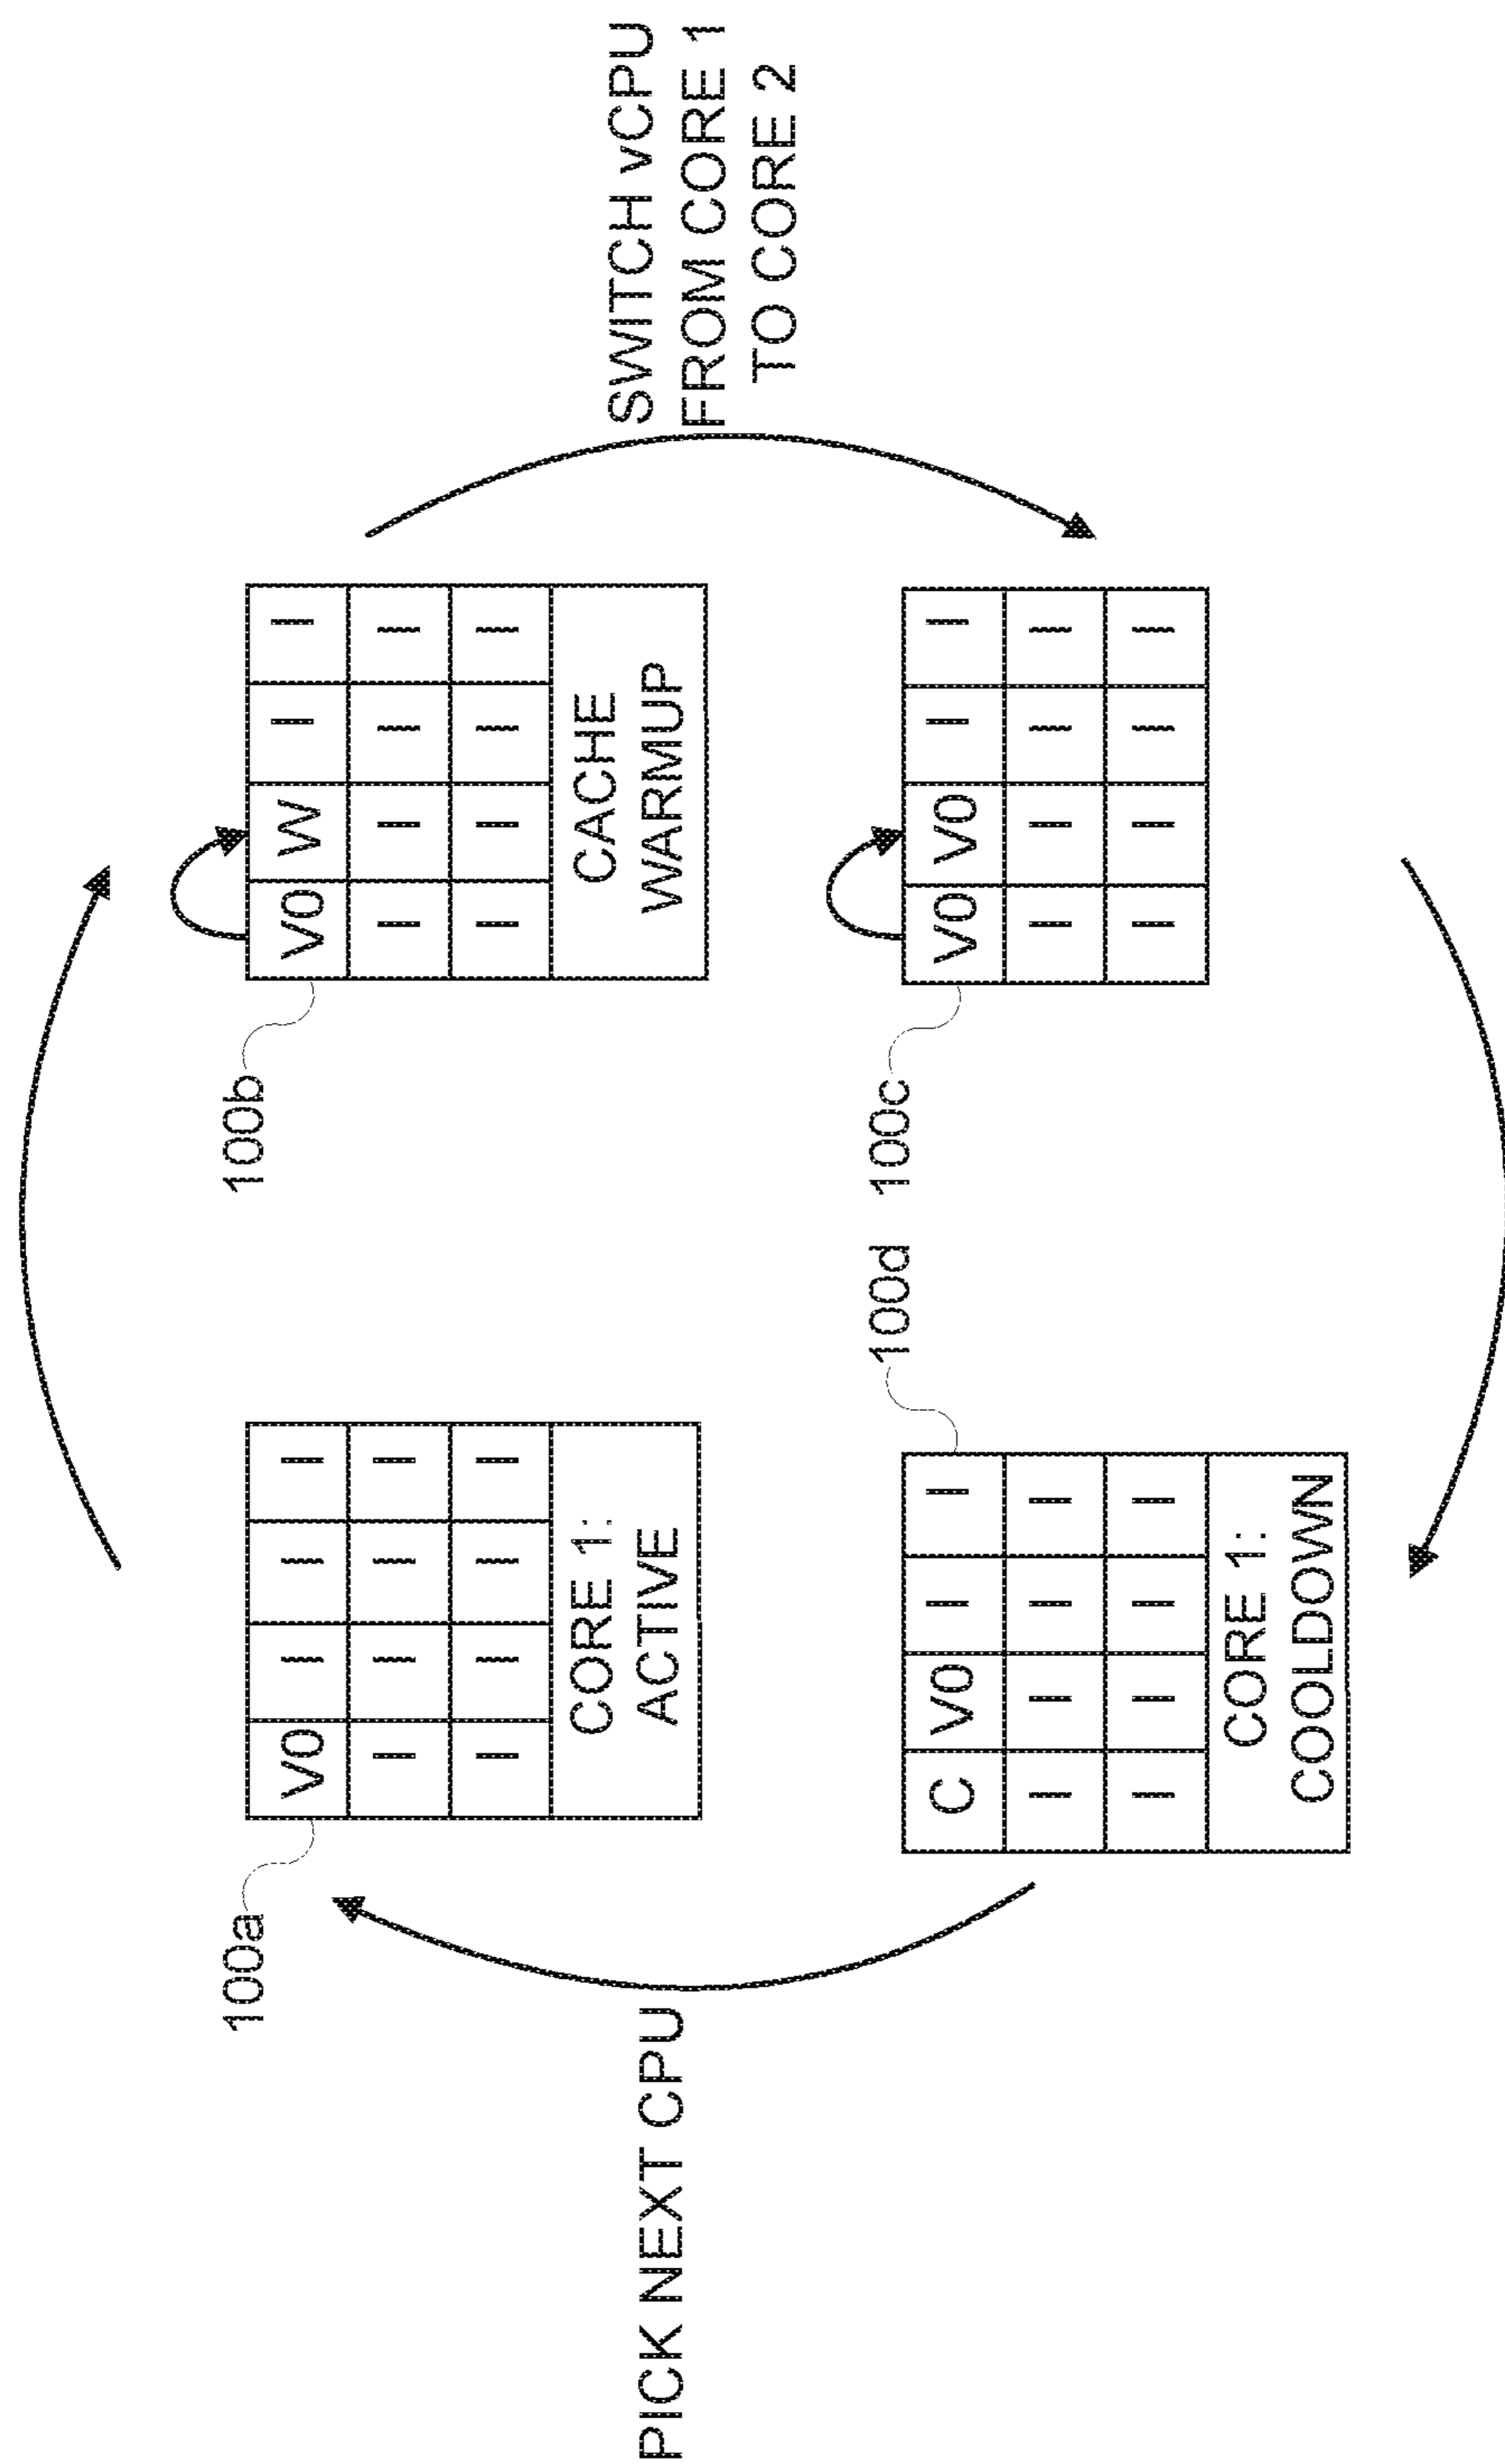 100a
V0 I I I
I I I I
I I I I
CORE 1:
ACTIVE
100b
V0 W I I
I I I I
I I I I
CACHE
WARMUP
SWITCH vCPU
FROM CORE 1
TO CORE 2
PICK NEXT CPU
100d
C V0 I I
I I I I
I I I I
CORE 1:
COOLDOWN
100c
V0 V0 I I
I I I I
I I I I